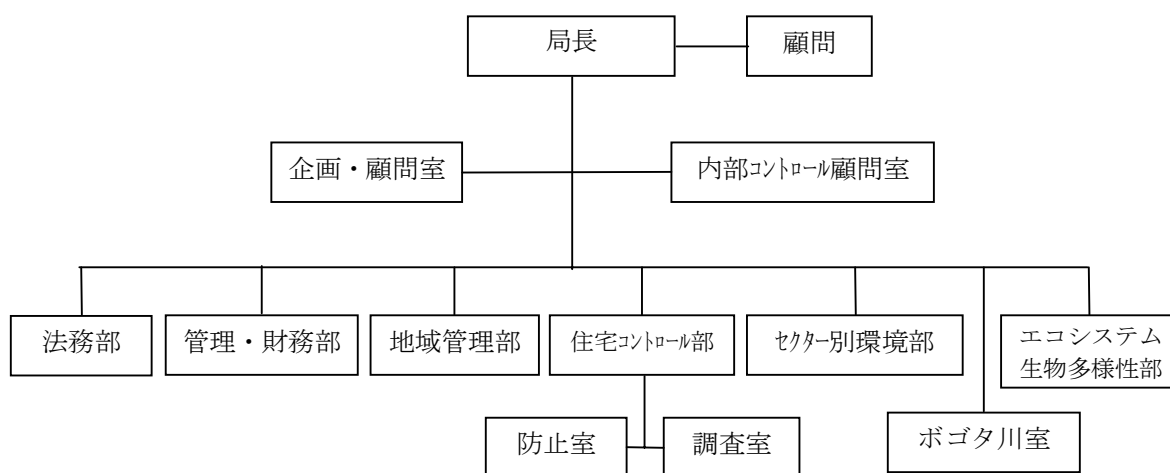 局長
顧問
企画・顧問室
内部ｺﾝﾄﾛｰﾙ顧問室
法務部
管理・財務部
地域管理部
住宅ｺﾝﾄﾛｰﾙ部
ｾｸﾀｰ別環境部
エコシステム
生物多様性部
防止室
調査室
ボゴタ川室